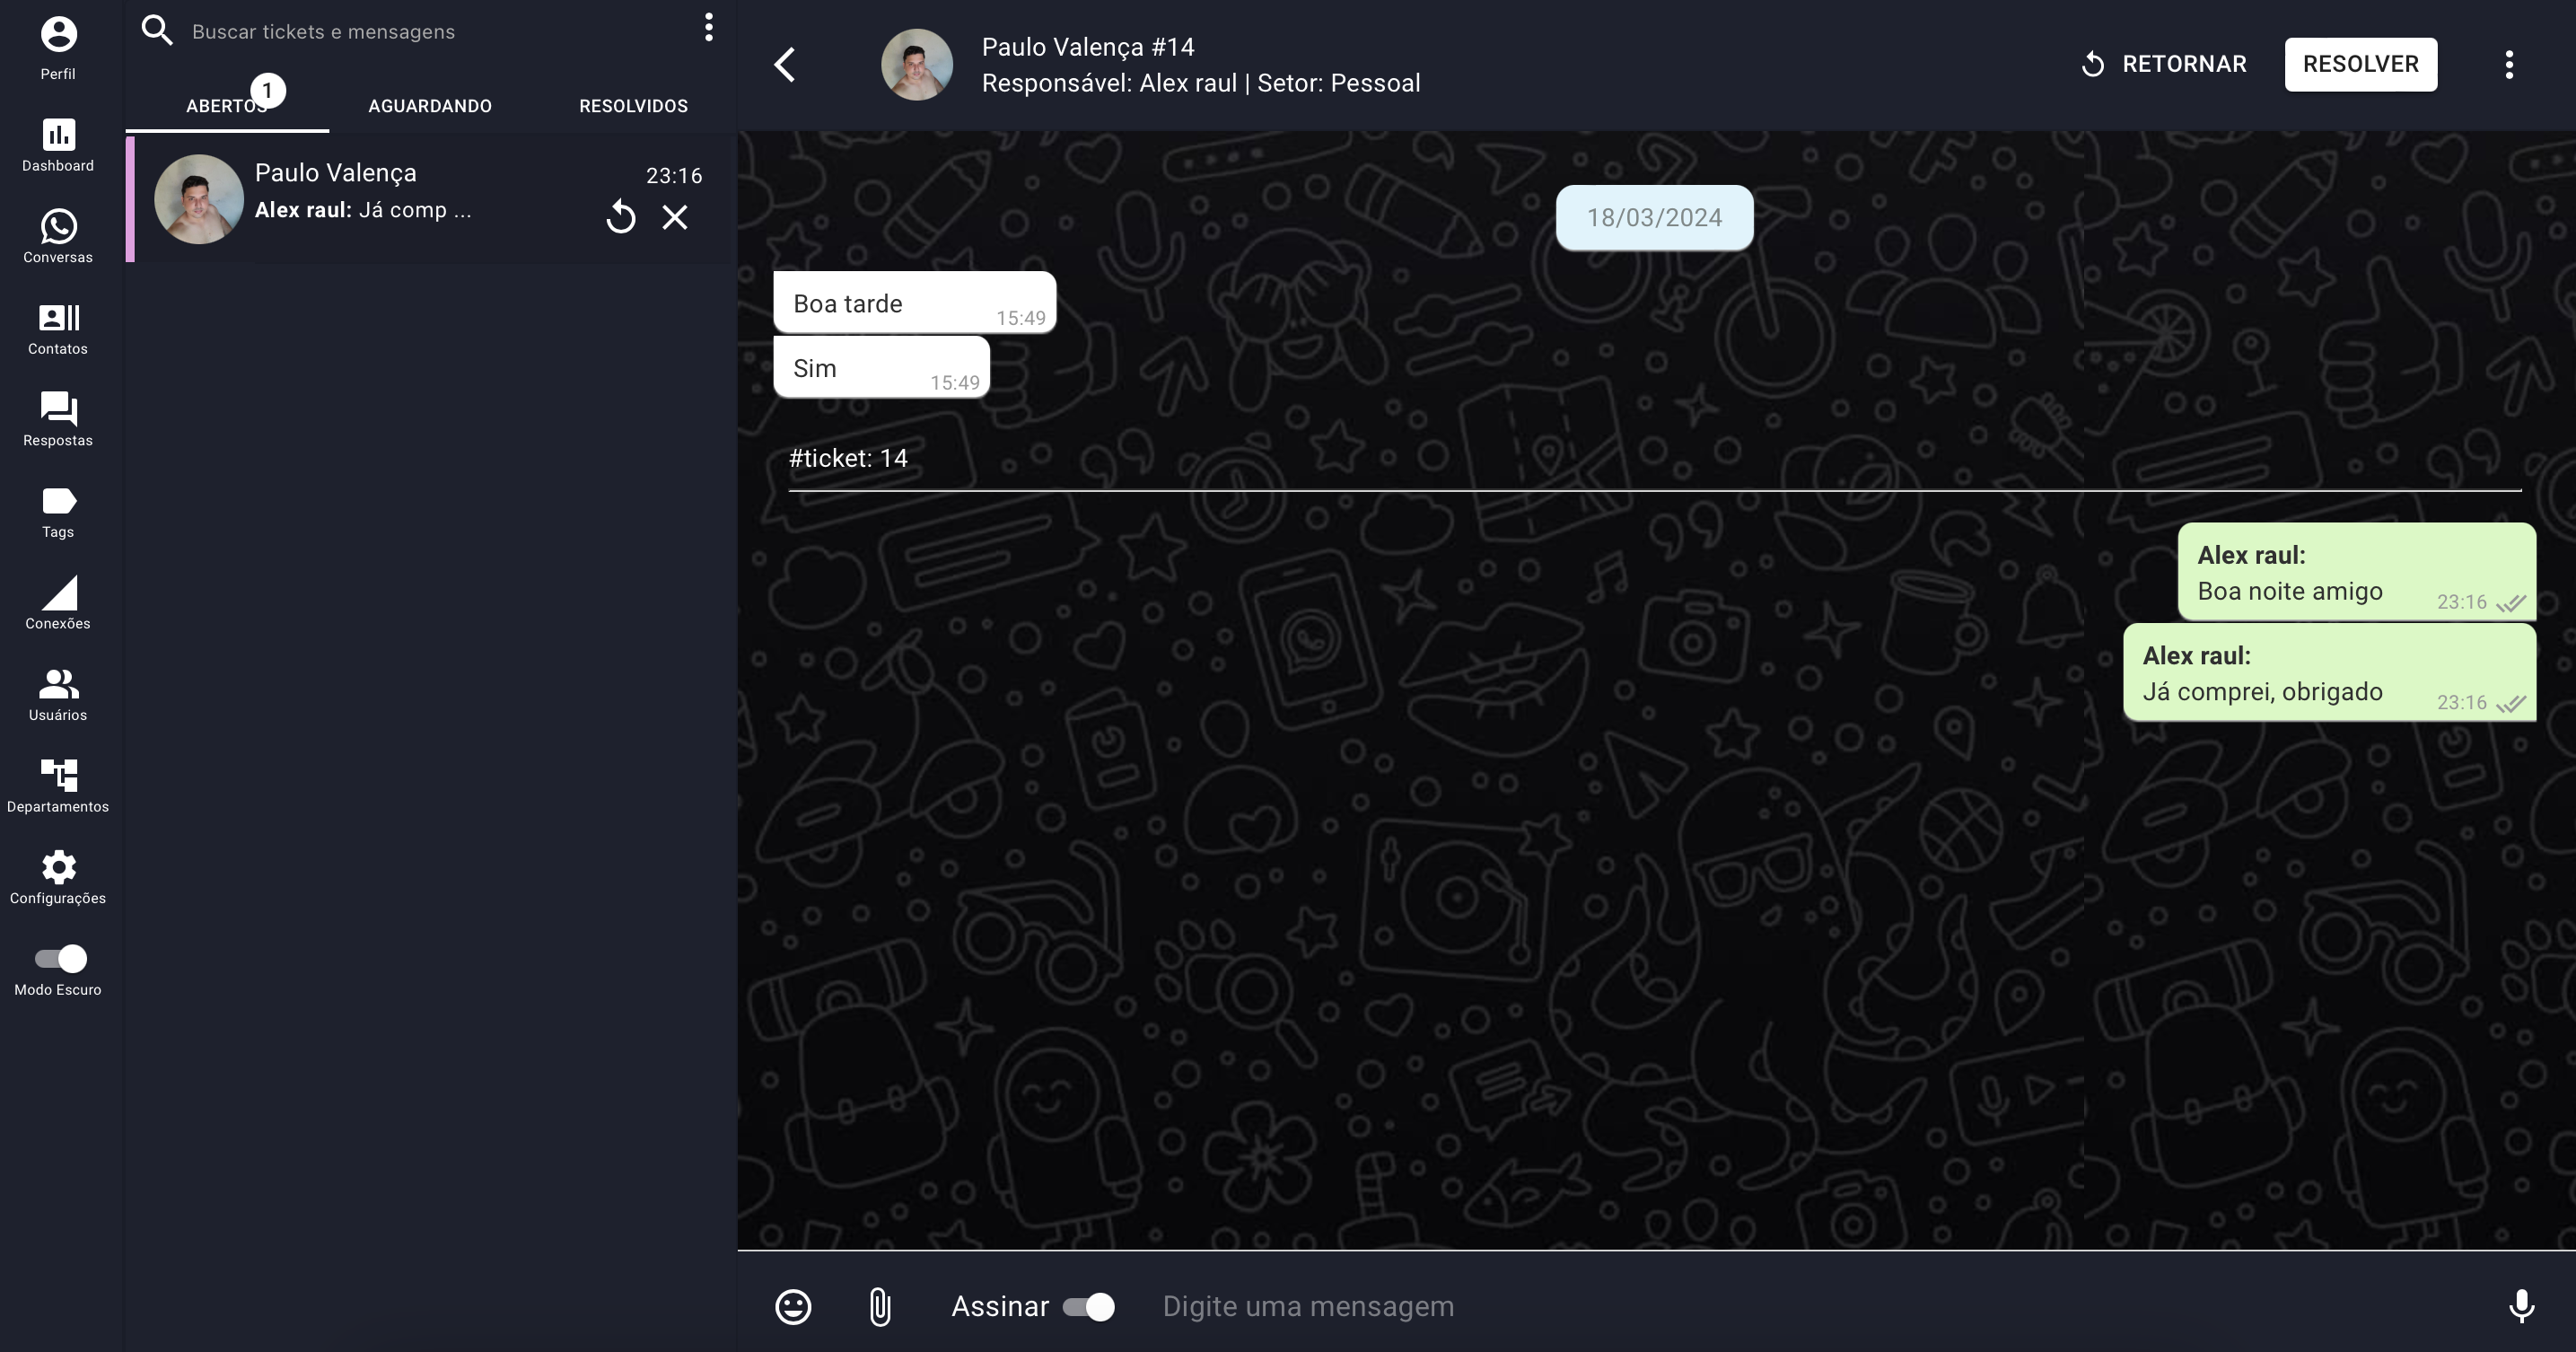 Perfil
Dashboard
Conversas
Contatos
Respostas
Tags
Conexões
Usuários
Departamentos
Configurações
Modo Escuro
Buscar tickets e mensagens
ABERTOS
1
AGUARDANDO
RESOLVIDOS
Paulo Valença
23:16
Alex raul: Já comp ...
Paulo Valença #14
Responsável: Alex raul | Setor: Pessoal
RETORNAR
RESOLVER
18/03/2024
Boa tarde
15:49
Sim
15:49
#ticket: 14
Alex raul:
Boa noite amigo
23:16
Alex raul:
Já comprei, obrigado
23:16
Assinar
Digite uma mensagem